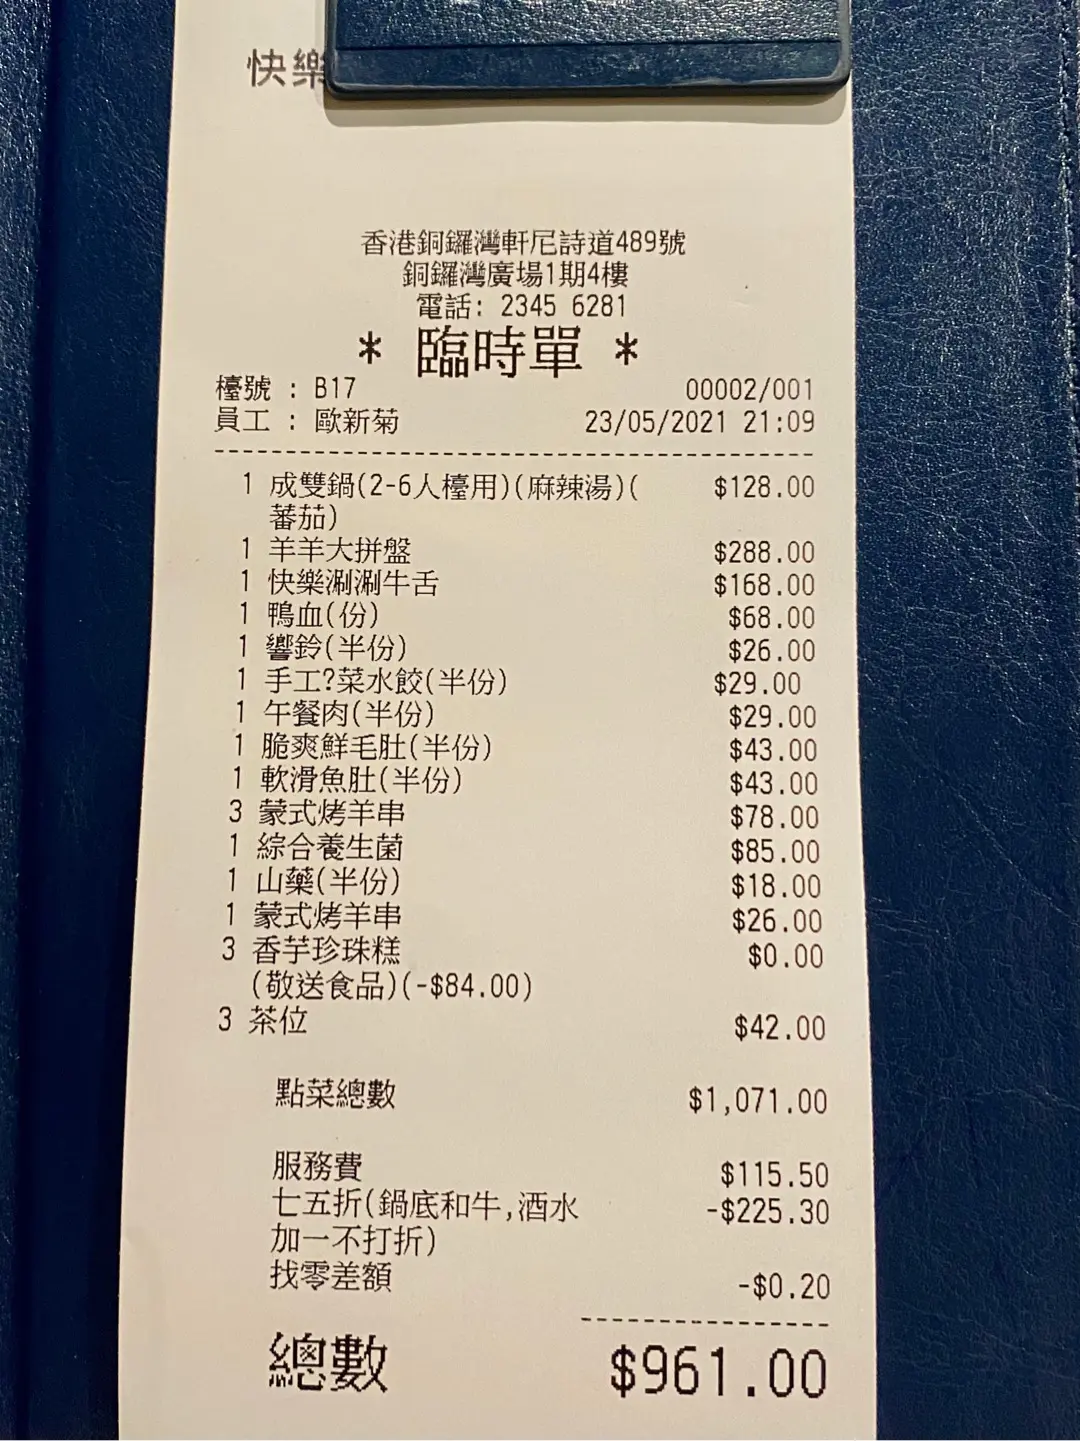 快樂
香港銅鑼灣軒尼詩道489號
銅鑼灣廣場1期4樓
電話: 2345 6281
* 臨時單 *
檯號 : B17 00002/001
員工 : 歐新菊 23/05/2021 21:09
1 成雙鍋(2-6人檯用)(麻辣湯)( $128.00
蕃茄)
1 羊羊大拼盤 $288.00
1 快樂涮涮牛舌 $168.00
1 鴨血(份) $68.00
1 響鈴(半份) $26.00
1 手工?菜水餃(半份) $29.00
1 午餐肉(半份) $29.00
1 脆爽鮮毛肚(半份) $43.00
1 軟滑魚肚(半份) $43.00
3 蒙式烤羊串 $78.00
1 綜合養生菌 $85.00
1 山藥(半份) $18.00
1 蒙式烤羊串 $26.00
3 香芋珍珠糕 $0.00
(敬送食品)(-$84.00)
3 茶位 $42.00
點菜總數 $1,071.00
服務費 $115.50
七五折(鍋底和牛,酒水 -$225.30
加一不打折)
找零差額 -$0.20
總數 $961.00